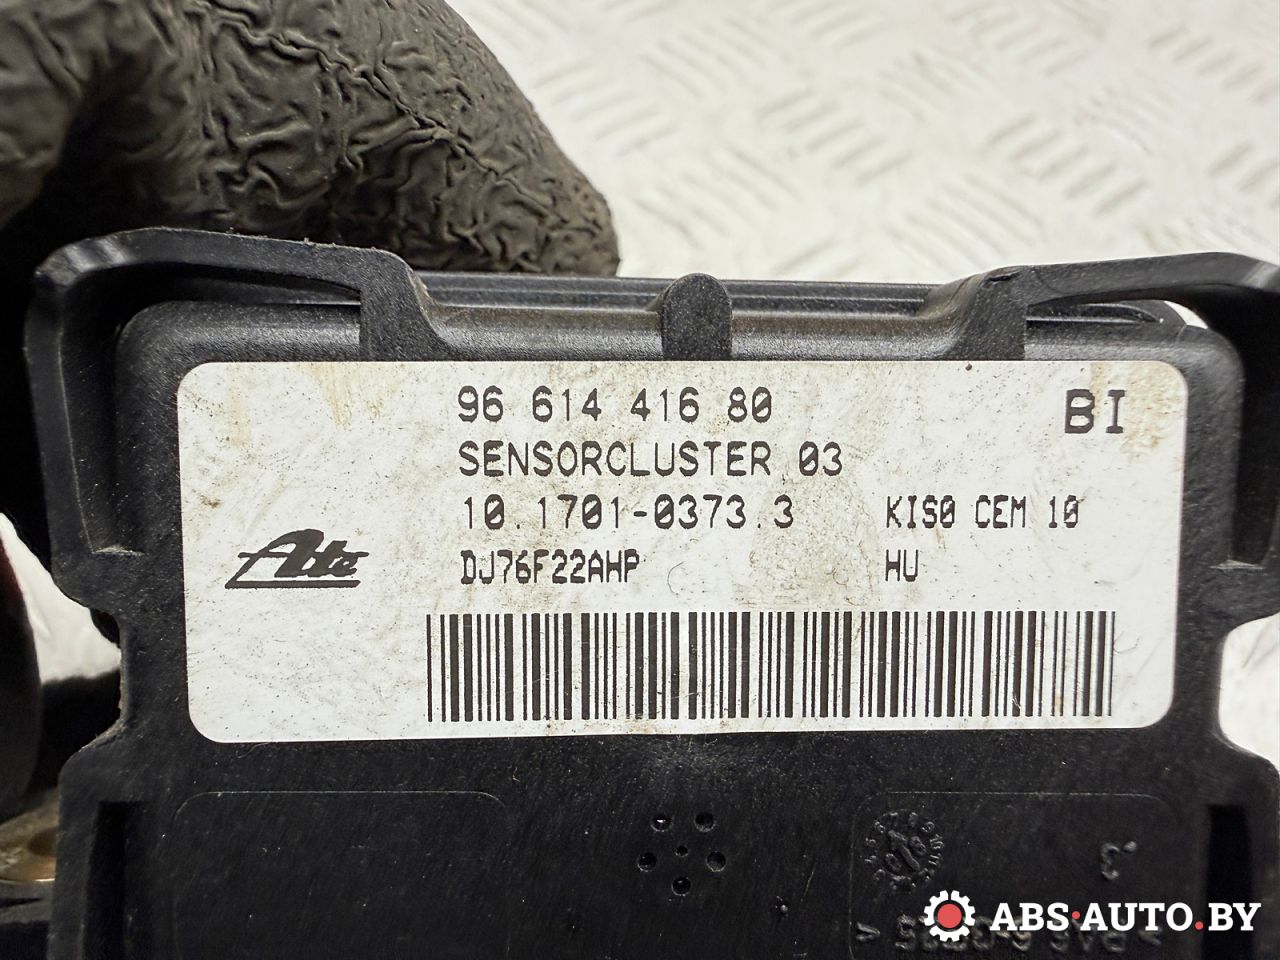 96 614 416 80 BI
SENSORCLUSTER 03
10.1701-0373.3 KIS0 CEM 10
Ate DJ76F22AHP HU
.3
ABS·AUTO.BY